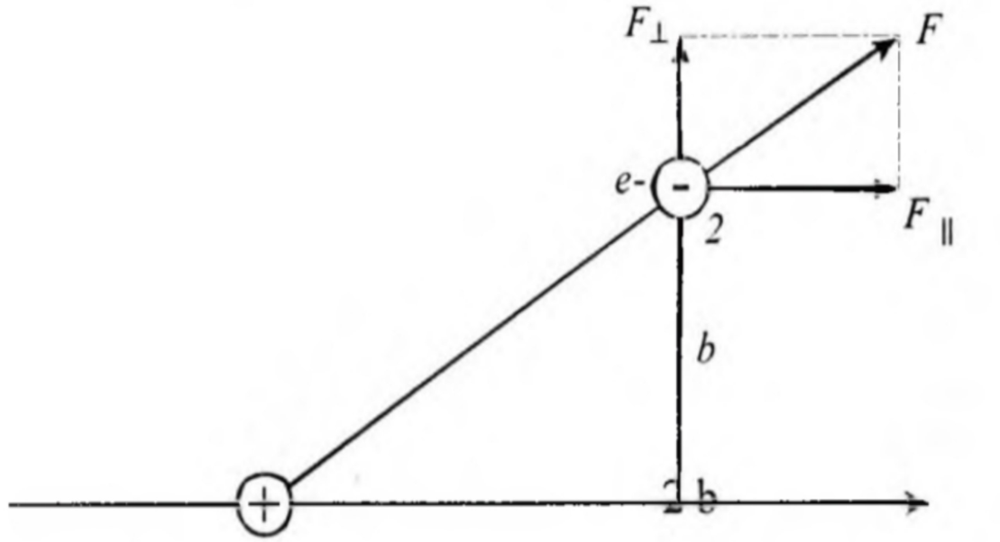 F⊥ F
e- -
2 F ∥
b
+ 2 b